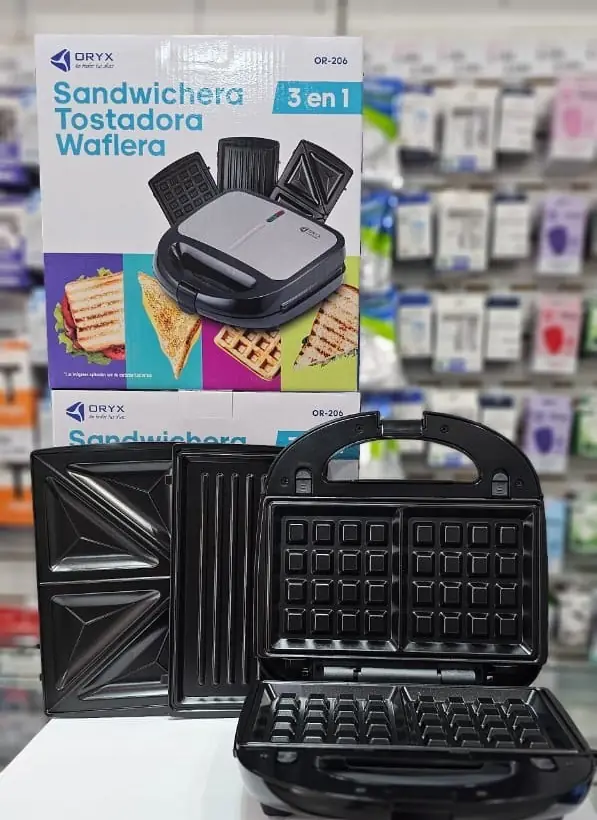 ORYX
OR-206
Sandwichera
3 en 1
Tostadora
Waflera
ORYX
OR-206
Sandwichera